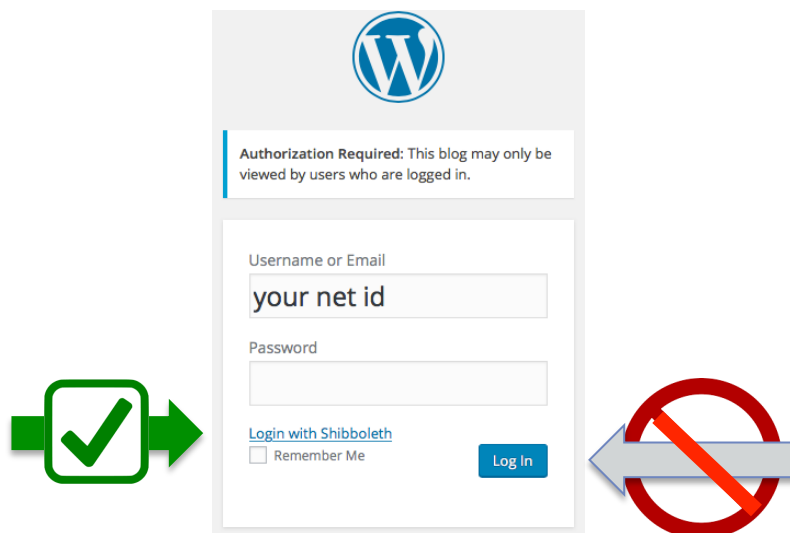 W
Authorization Required: This blog may only be
viewed by users who are logged in.
Username or Email
your net id
Password
Login with Shibboleth
Remember Me
Log In